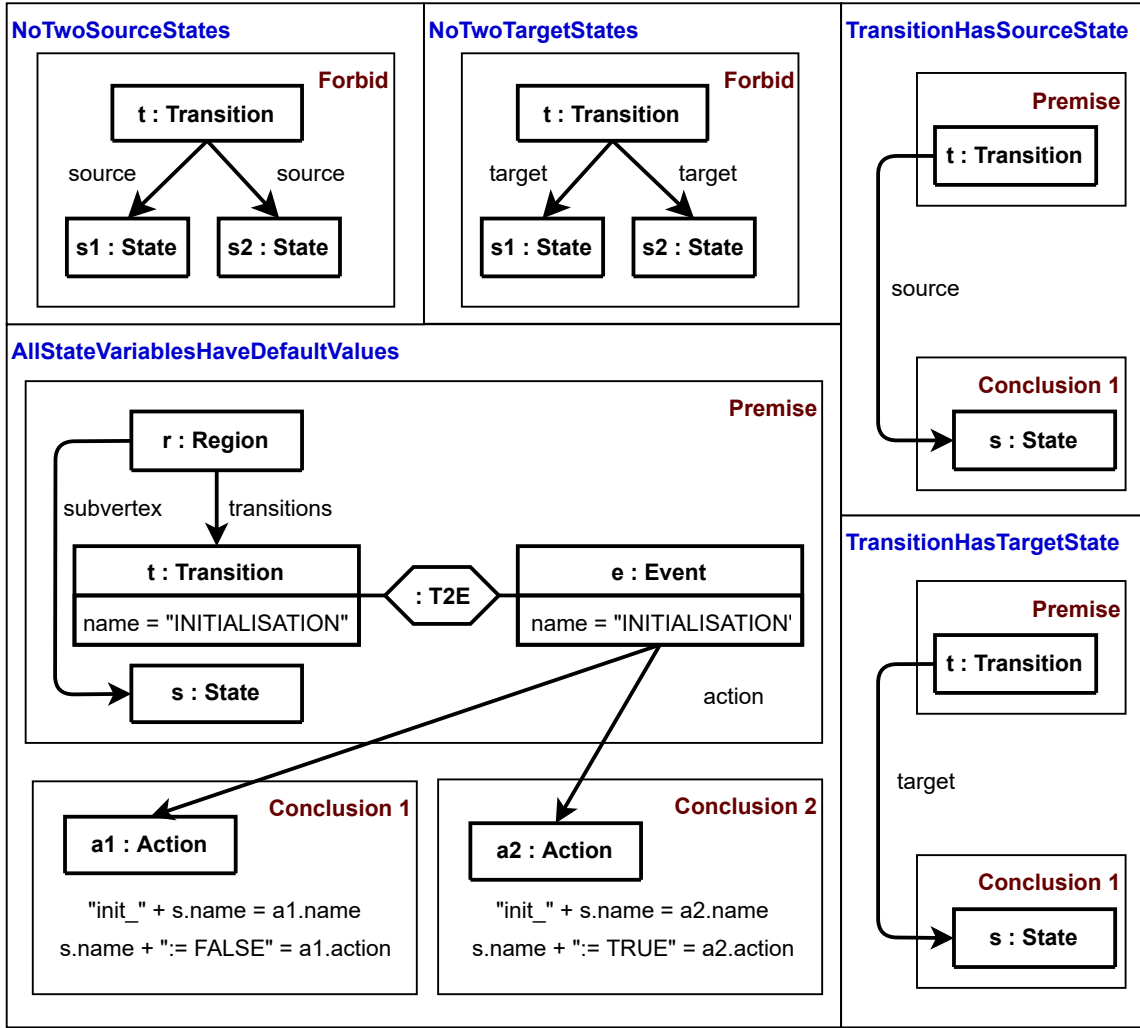 NoTwoSourceStates
Forbid
t : Transition
source
source
s1 : State
s2 : State
NoTwoTargetStates
Forbid
t : Transition
target
target
s1 : State
s2 : State
TransitionHasSourceState
Premise
t : Transition
source
Conclusion 1
s : State
AllStateVariablesHaveDefaultValues
Premise
r : Region
subvertex
transitions
t : Transition
name = "INITIALISATION"
: T2E
e : Event
name = "INITIALISATION'
s : State
action
Conclusion 1
a1 : Action
"init_" + s.name = a1.name
s.name + ":= FALSE" = a1.action
Conclusion 2
a2 : Action
"init_" + s.name = a2.name
s.name + ":= TRUE" = a2.action
TransitionHasTargetState
Premise
t : Transition
target
Conclusion 1
s : State